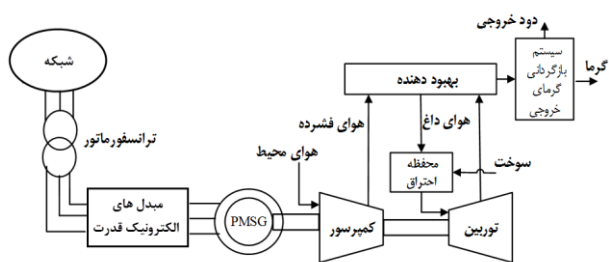 شبکه
ترانسفورماتور
مبدل های
الکترونیک قدرت
PMSG
هوای محیط
کمپرسور
هوای فشرده
بهبود دهنده
هوای داغ
محفظه
احتراق
سوخت
توربین
دود خروجی
سیستم
بازگردانی
گرمای
خروجی
گرما